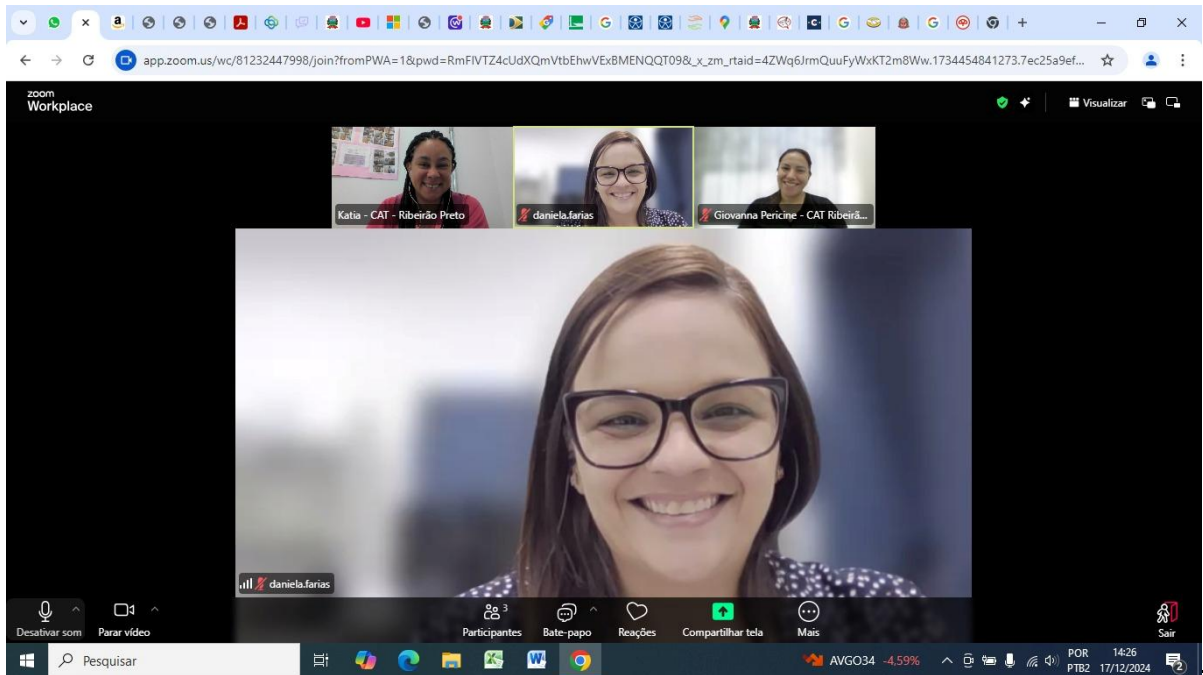 app.zoom.us/wc/81232447998/join?fromPWA=1&pwd=RmFIVTZ4cUdXQmVtbEhwVExBMENQQT09&_x_zm_rtaid=4ZWq6JrmQuuFyWxKT2m8Ww.1734454841273.7ec25a9ef...
zoom
Workplace
Visualizar
Katia - CAT - Ribeirão Preto
daniela.farias
Giovanna Pericine - CAT Ribeirã...
daniela.farias
Desativar som
Parar vídeo
3
Participantes
Bate-papo
Reações
Compartilhar tela
Mais
Sair
Pesquisar
AVGO34 -4,59%
POR
PTB2
14:26
17/12/2024
2